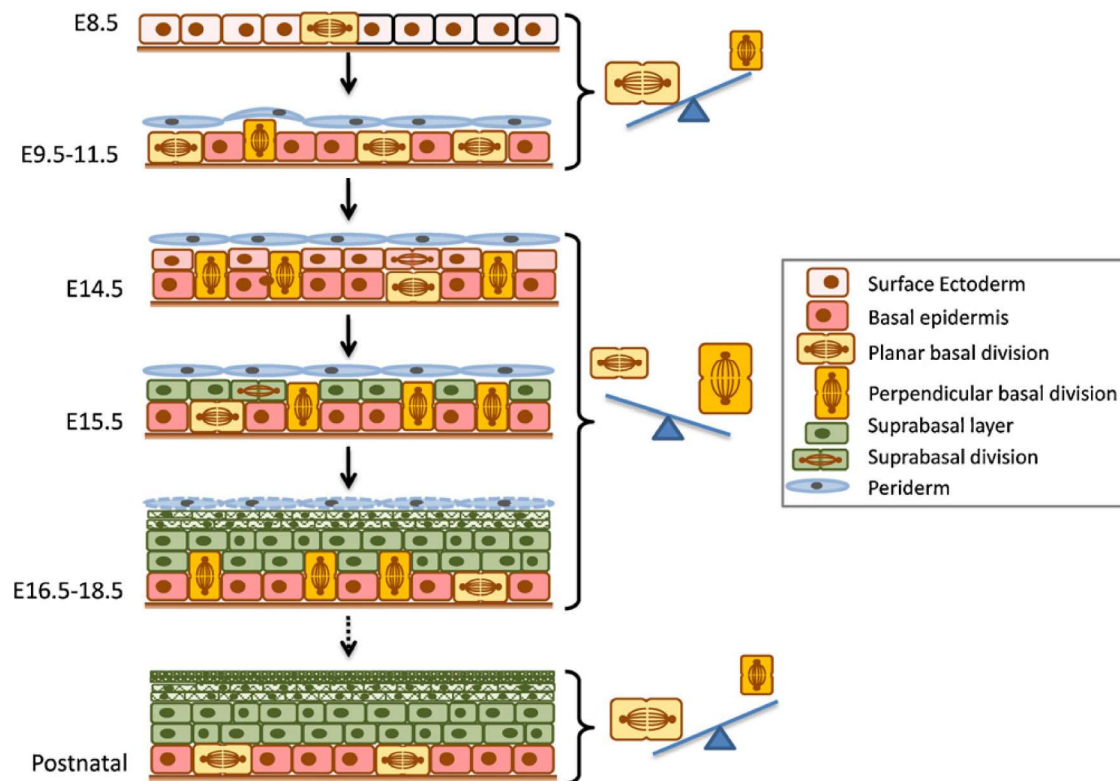 E8.5
E9.5-11.5
E14.5
E15.5
E16.5-18.5
Postnatal
Surface Ectoderm
Basal epidermis
Planar basal division
Perpendicular basal division
Suprabasal layer
Suprabasal division
Periderm